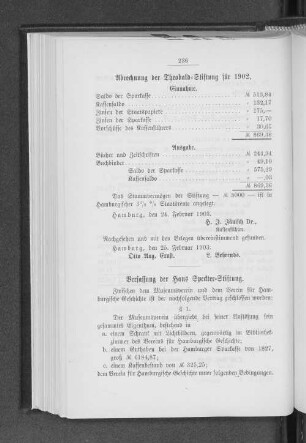 236
Abrechnung der Theobald-Stiftung für 1902.
Einnahme.
Saldo der Sparkasse
Kassensaldo
Zinsen der Staatspapiere
Zinsen der Sparkasse
Vorschüsse des Kassenführers
Ausgabe.
Bücher und Zeitschriften
Buchbinder
Saldo der Sparkasse
Kassensaldo
Das Stammvermögen der Stiftung — ℳ 5000 — ist in
Hamburgischer 3½ % Staatsrente angelegt.
Hamburg, den 24. Februar 1903.
H. J. Jänisch Dr.,
Kassenführer.
Nachgesehen und mit den Belegen übereinstimmend gefunden.
Hamburg, den 25. Februar 1903.
Otto Aug. Ernst. L. Behrends.
Verfassung der Hans Speckter-Stiftung.
Zwischen dem Museumsverein und dem Verein für Ham-
burgische Geschichte ist der nachfolgende Vertrag geschlossen worden:
§ 1.
Der Museumsverein überweist bei seiner Auflösung sein
gesammtes Eigenthum, bestehend in
a. einem Schrank mit Lichtbildern, gegenwärtig im Bibliothek-
zimmer des Vereins für Hamburgische Geschichte,
b. einem Guthaben bei der Hamburger Sparkasse von 1827,
groß ℳ 4184,87;
c. einem Kassenbestand von ℳ 323,25;
dem Verein für Hamburgische Geschichte unter folgenden Bedingungen.